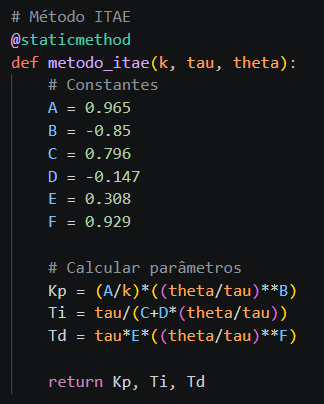 # Método ITAE
@staticmethod
def metodo_itae(k, tau, theta):
    # Constantes
    A = 0.965
    B = -0.85
    C = 0.796
    D = -0.147
    E = 0.308
    F = 0.929

    # Calcular parâmetros
    Kp = (A/k)*((theta/tau)**B)
    Ti = tau/(C+D*(theta/tau))
    Td = tau*E*((theta/tau)**F)

    return Kp, Ti, Td